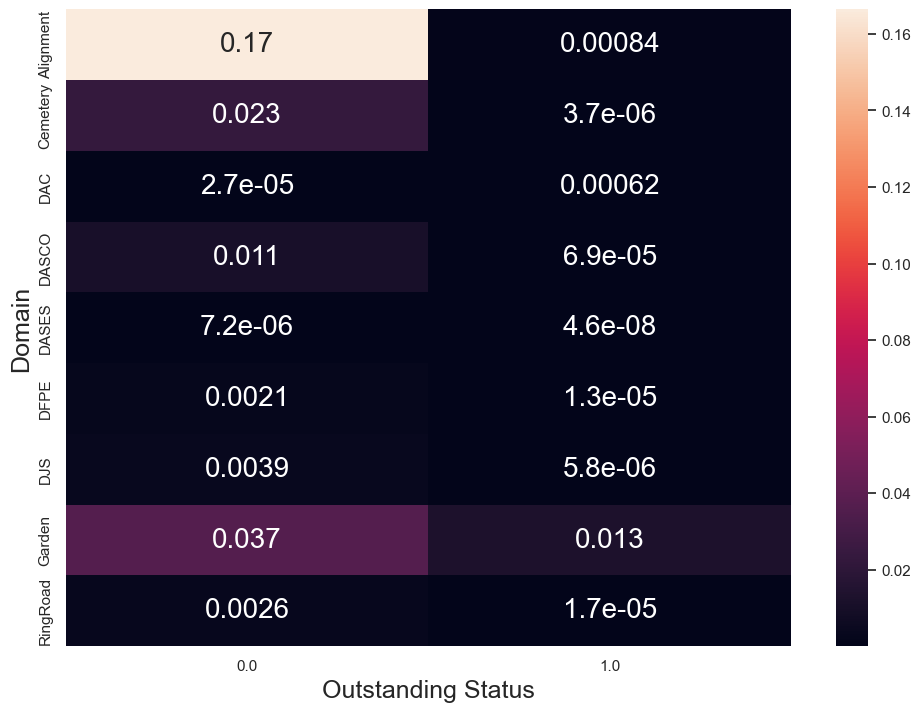 Domain
Alignment
0.17
0.00084
Cemetery
0.023
3.7e-06
DAC
2.7e-05
0.00062
DASCO
0.011
6.9e-05
DASES
7.2e-06
4.6e-08
DFPE
0.0021
1.3e-05
DJS
0.0039
5.8e-06
Garden
0.037
0.013
RingRoad
0.0026
1.7e-05
0.0
1.0
Outstanding Status
0.16
0.14
0.12
0.10
0.08
0.06
0.04
0.02